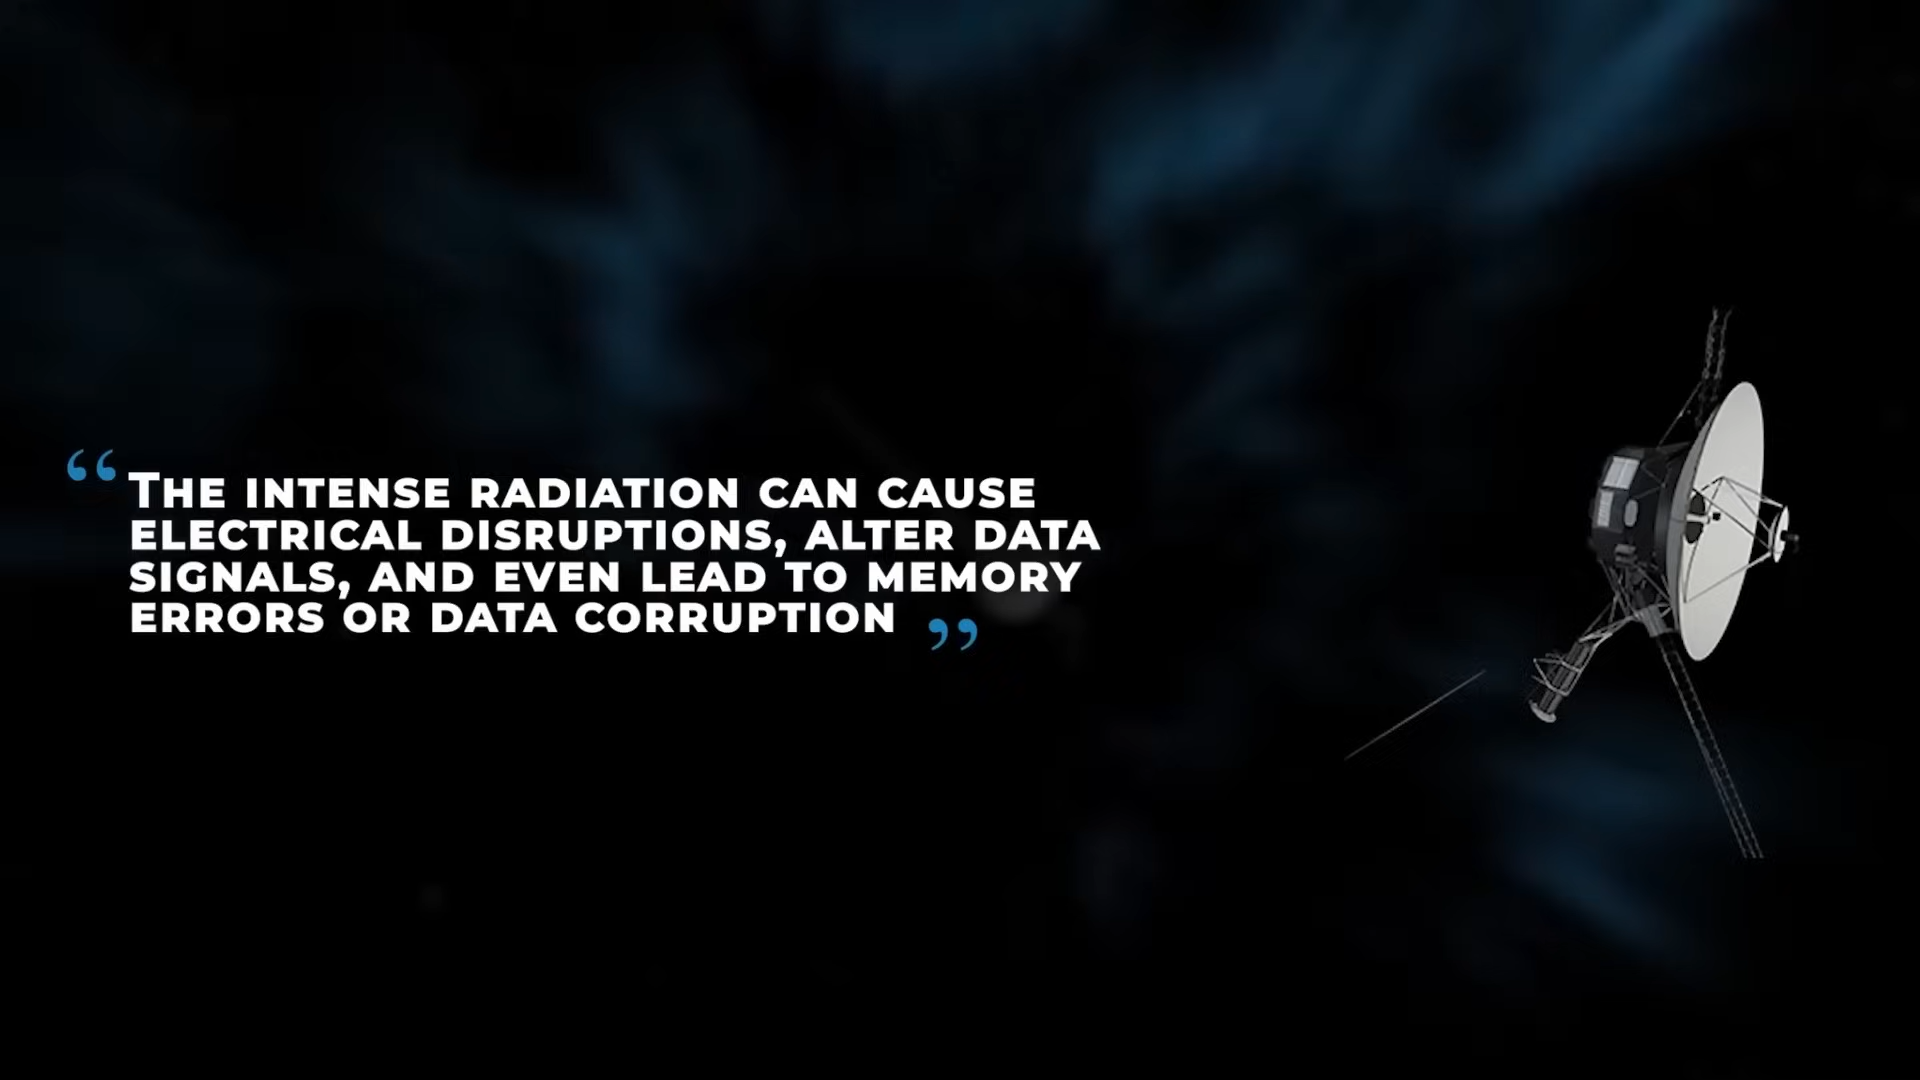 “THE INTENSE RADIATION CAN CAUSE
ELECTRICAL DISRUPTIONS, ALTER DATA
SIGNALS, AND EVEN LEAD TO MEMORY
ERRORS OR DATA CORRUPTION”